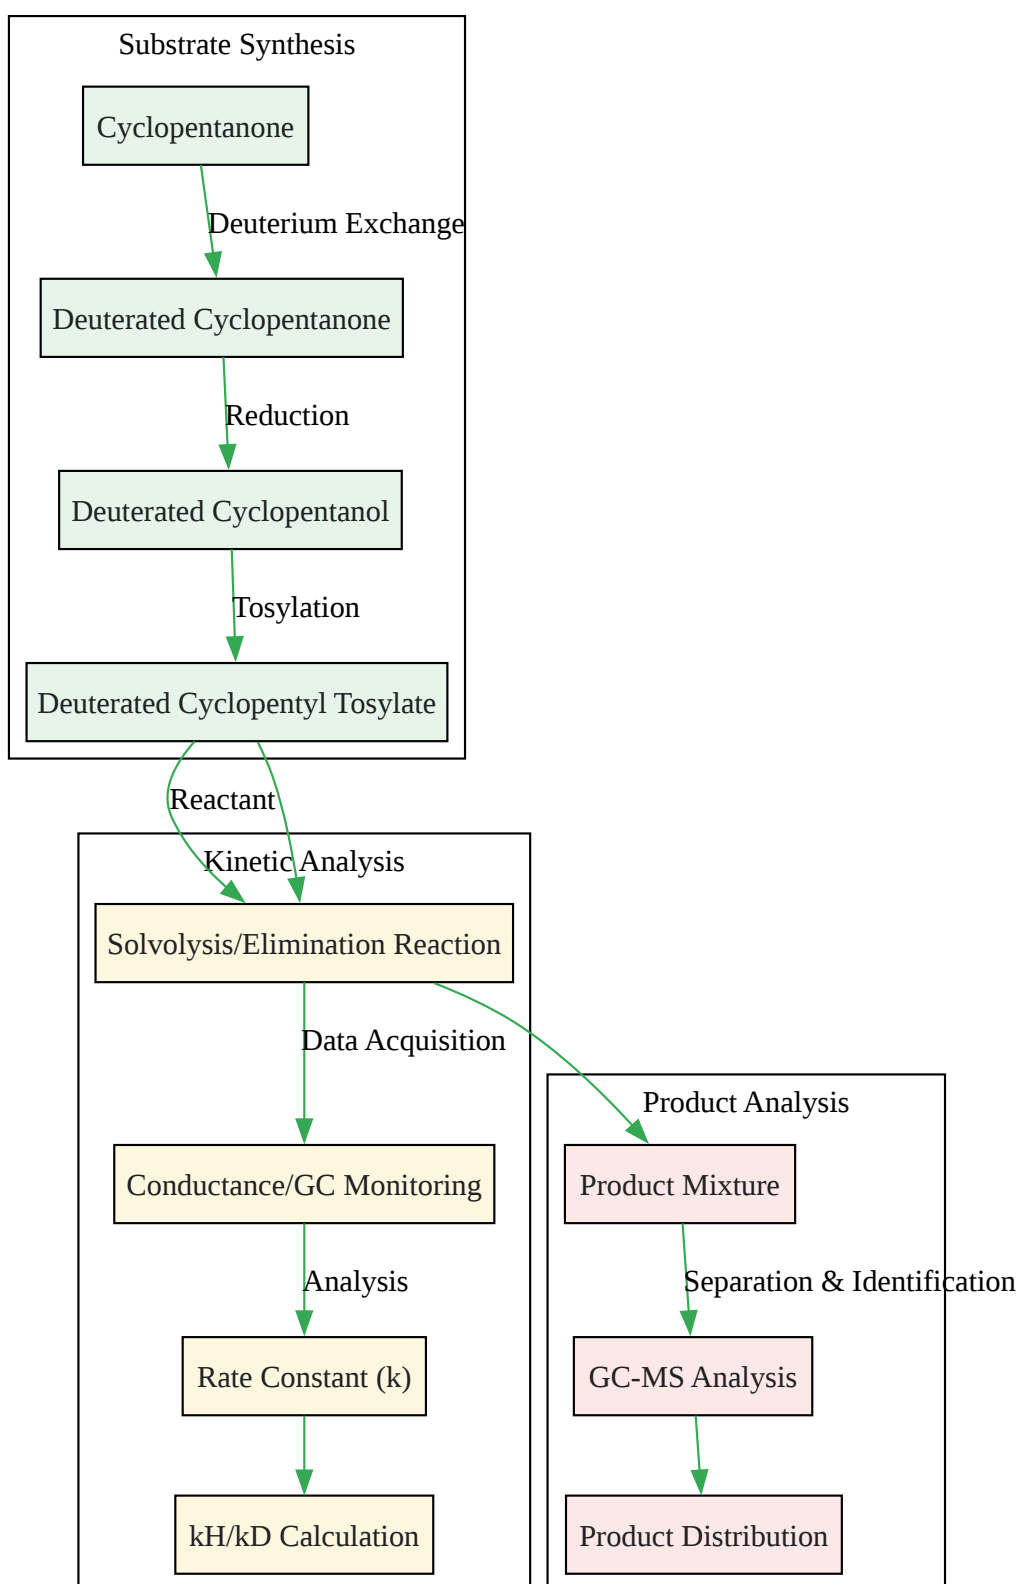 Substrate Synthesis
Cyclopentanone
Deuterium Exchange
Deuterated Cyclopentanone
Reduction
Deuterated Cyclopentanol
Tosylation
Deuterated Cyclopentyl Tosylate
Reactant
Kinetic Analysis
Solvolysis/Elimination Reaction
Data Acquisition
Conductance/GC Monitoring
Analysis
Rate Constant (k)
kH/kD Calculation
Product Analysis
Product Mixture
Separation & Identification
GC-MS Analysis
Product Distribution